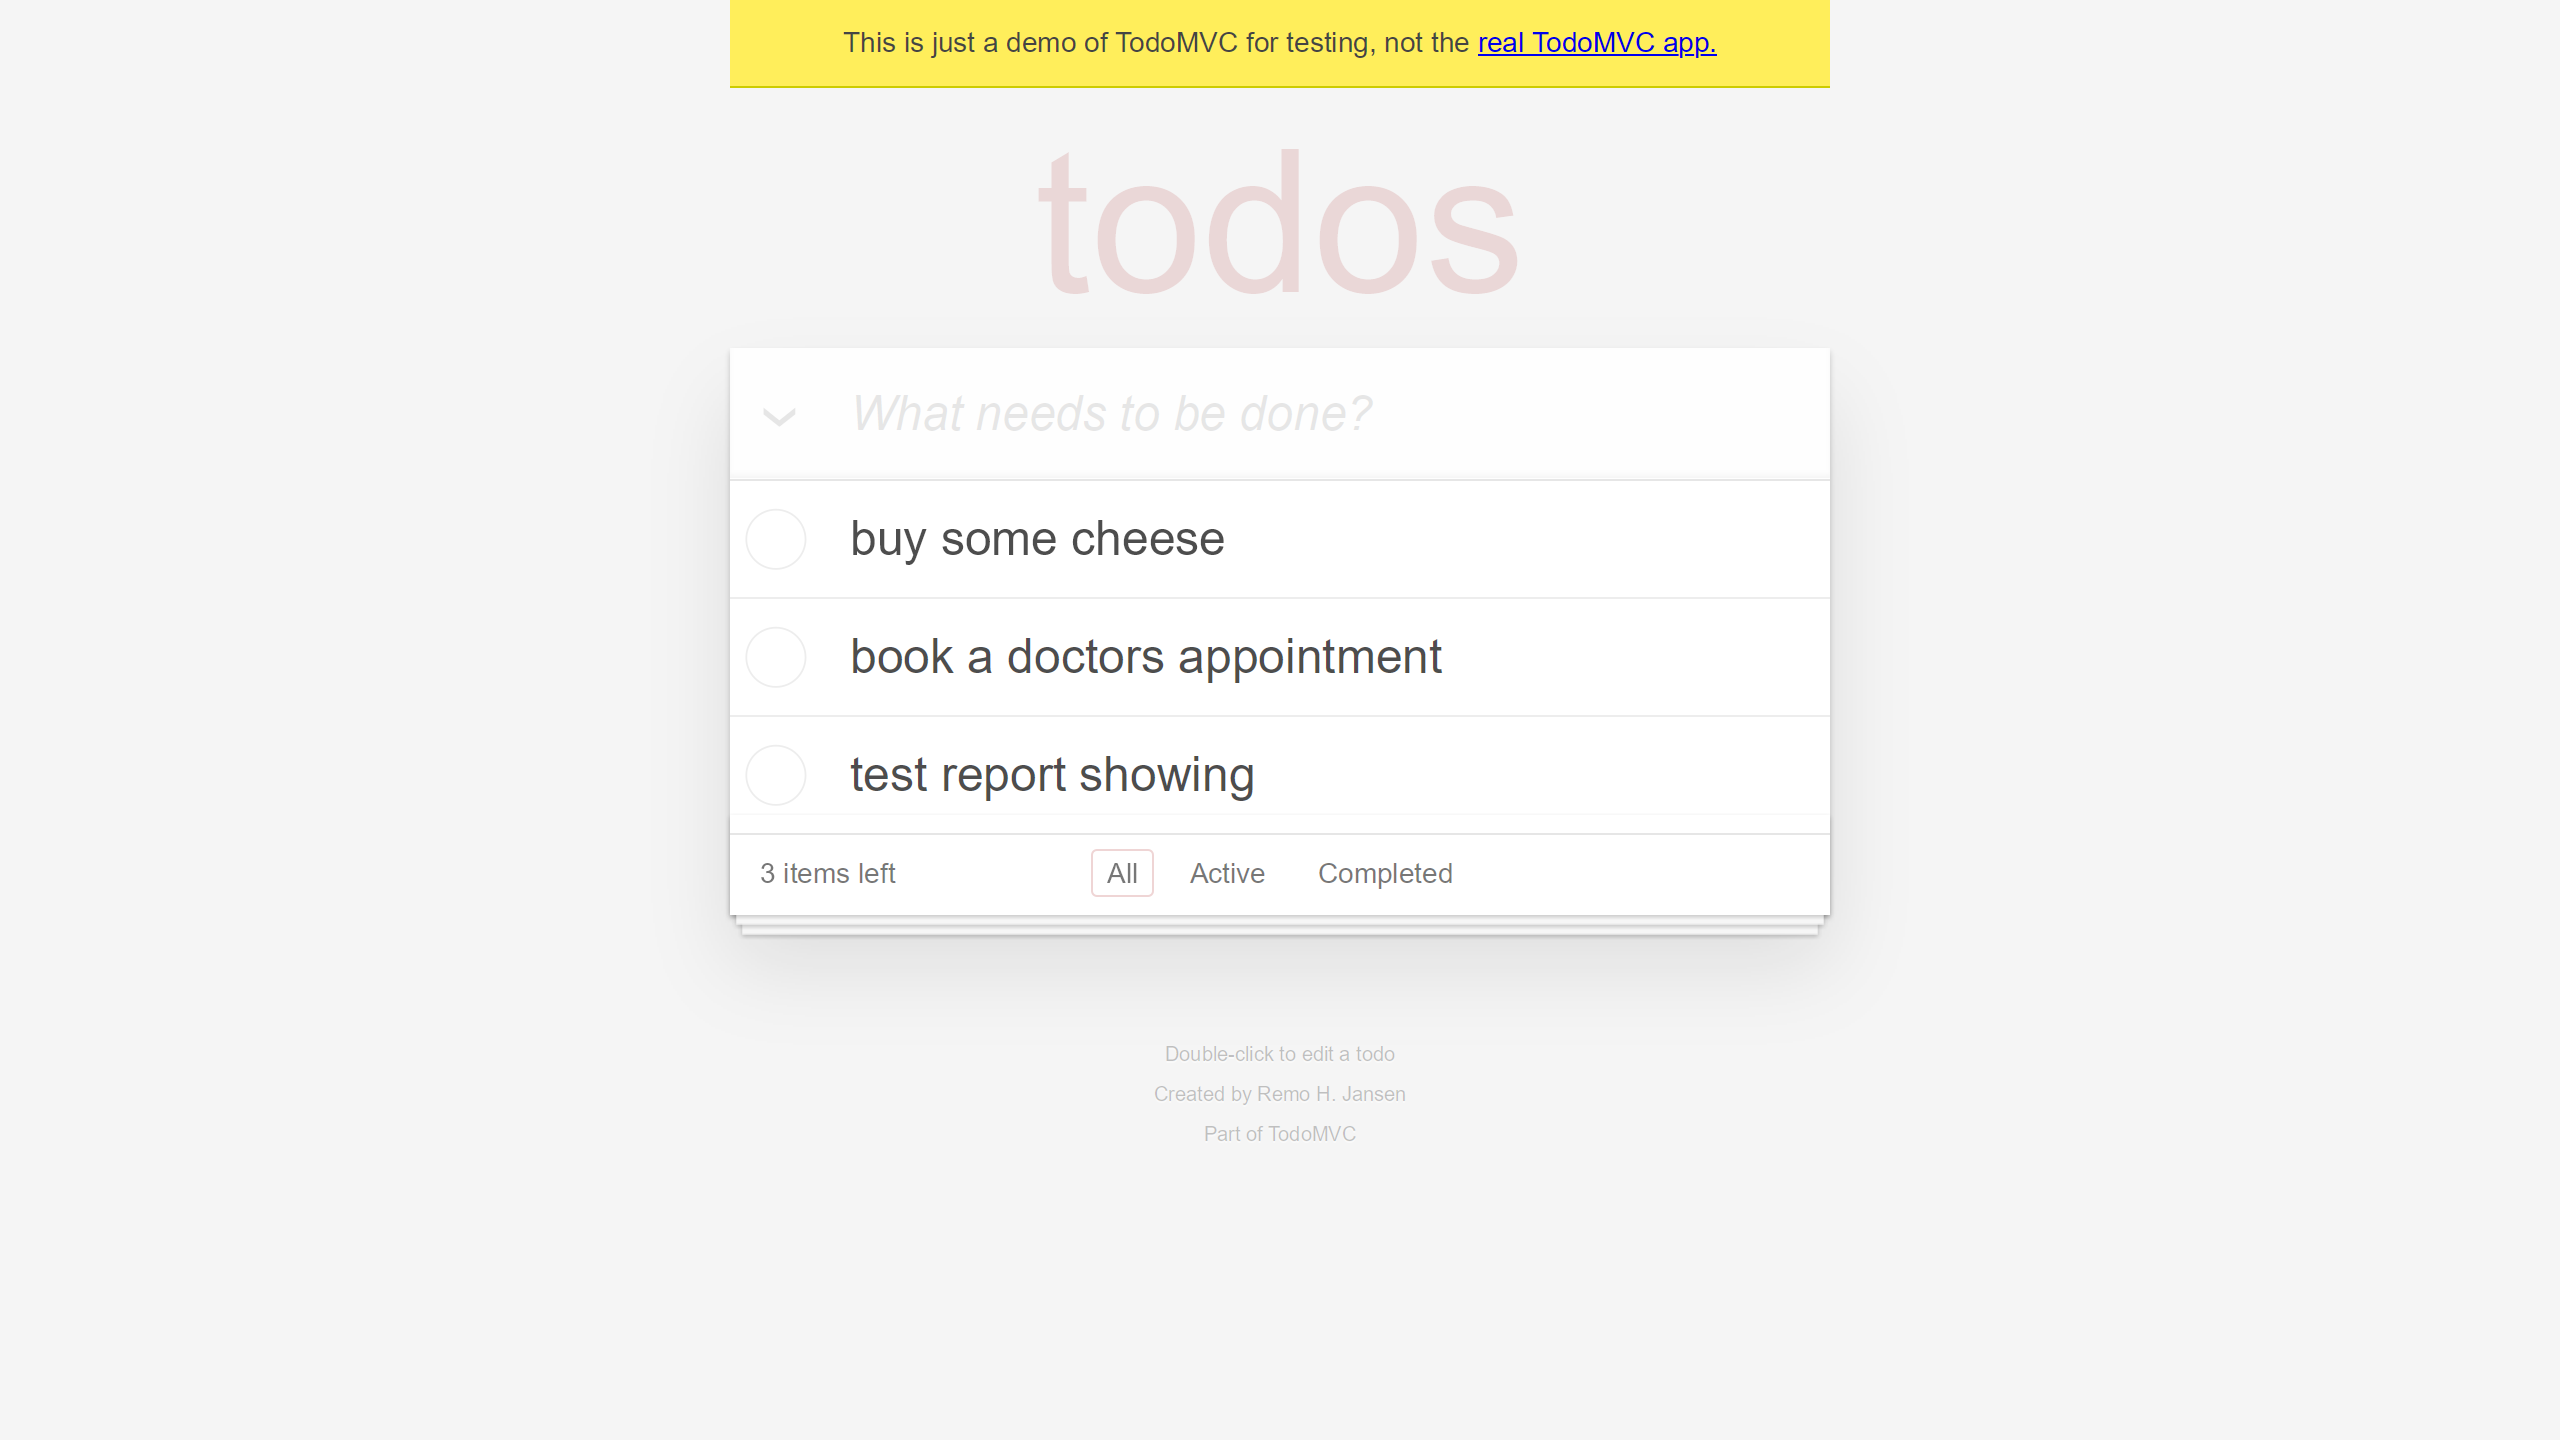 This is just a demo of TodoMVC for testing, not the real TodoMVC app.
todos
What needs to be done?
buy some cheese
book a doctors appointment
test report showing
3 items left All Active Completed
Double-click to edit a todo
Created by Remo H. Jansen
Part of TodoMVC